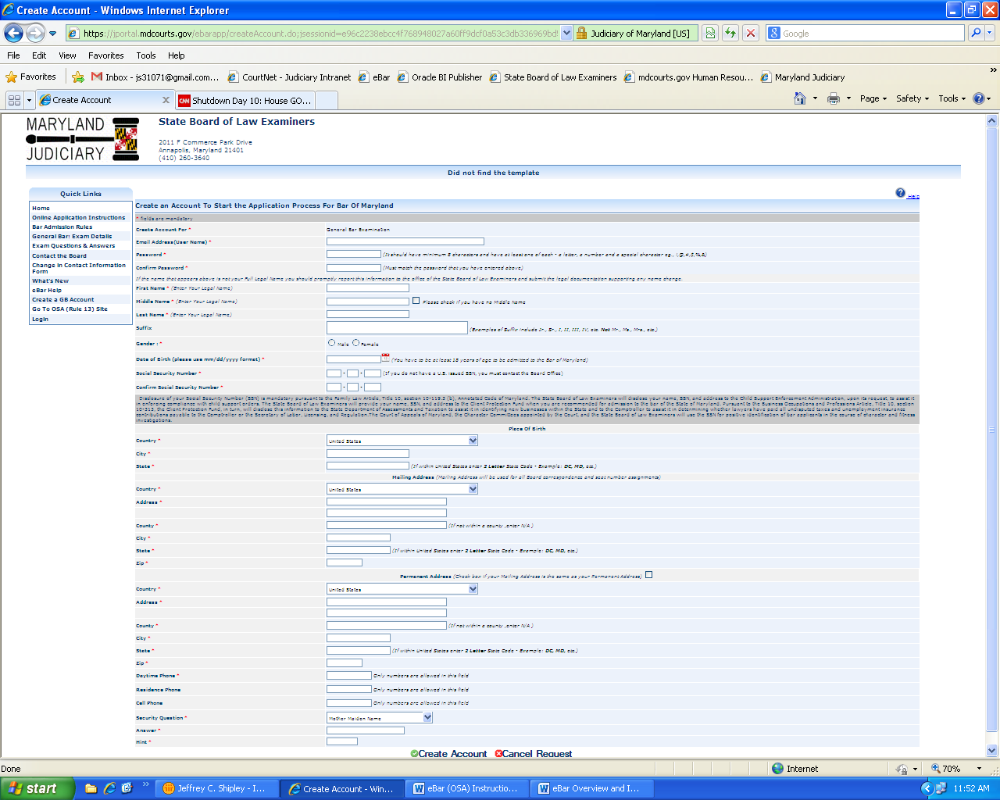 Create Account - Windows Internet Explorer
https://jportal.mdcourts.gov/ebarapp/createAccount.do;jsessionid=e96c2238ebcc4f768948027a60ff9dcf0a53c3db336969bd
Judiciary of Maryland [US]
Google
File Edit View Favorites Tools Help
Favorites
Inbox - js31071@gmail.com...
CourtNet - Judiciary Intranet
eBar
Oracle BI Publisher
State Board of Law Examiners
mdcourts.gov Human Resou...
Maryland Judiciary
Create Account
CNN
Shutdown Day 10: House GO...
Page Safety Tools
MARYLAND
JUDICIARY
State Board of Law Examiners
2011 F Commerce Park Drive
Annapolis, Maryland 21401
(410) 260-3640
Did not find the template
Quick Links
Home
Online Application Instructions
Bar Admission Rules
General Bar: Exam Details
Exam Questions & Answers
Contact the Board
Change in Contact Information
Form
What's New
eBar Help
Create a GB Account
Go To OSA (Rule 13) Site
Login
Help
Create an Account To Start the Application Process For Bar Of Maryland
* fields are mandatory
Create Account For * General Bar Examination
Email Address(User Name) *
Password * (It should have minimum 8 characters and have at least one of each - a letter, a number and a special character eg., !,@,#,$,%,&)
Confirm Password * (Must match the password that you have entered above)
If the name that appears above is not your Full Legal Name you should promptly report this information to the office of the State Board of Law Examiners and submit the legal documentation supporting any name change.
First Name * (Enter Your Legal Name)
Middle Name * (Enter Your Legal Name) Please check if you have no Middle Name
Last Name * (Enter Your Legal Name)
Suffix (Examples of Suffix include Jr., Sr., I, II, III, IV, etc. Not Mr., Ms., Mrs., etc.)
Gender : * Male Female
Date of Birth (please use mm/dd/yyyy format) * (You have to be at least 18 years of age to be admitted to the Bar of Maryland)
Social Security Number * - - (If you do not have a U.S. issued SSN, you must contact the Board Office)
Confirm Social Security Number * - -
Disclosure of your Social Security Number (SSN) is mandatory pursuant to the Family Law Article, Title 10, section 10-119.3 (b), Annotated Code of Maryland. The State Board of Law Examiners will disclose your name, SSN, and address to the Child Support Enforcement Administration, upon its request, to assist it
in enforcing compliance with child support orders. The State Board of Law Examiners will provide your name, SSN, and address to the Client Protection Fund when you are recommended for admission to the bar of the State of Maryland. Pursuant to the Business Occupations and Professions Article, Title 10, section
10-313, the Client Protection Fund, in turn, will disclose this information to the State Department of Assessments and Taxation to assist it in identifying new businesses within the State and to the Comptroller to assist it in determining whether lawyers have paid all undisputed taxes and unemployment insurance
contributions payable to the Comptroller or the Secretary of Labor, Licensing, and Regulation.The Court of Appeals of Maryland, the Character Committees appointed by the Court, and the State Board of Law Examiners will use the SSN for positive identification of bar applicants in the course of character and fitness
investigations.
Place Of Birth
Country * United States
City *
State * (If within United States enter 2 Letter State Code - Example: DC, MD, etc.)
Mailing Address (Mailing Address will be used for all Board correspondence and seat number assignments)
Country * United States
Address *
County * (If not within a county ,enter N/A )
City *
State * (If within United States enter 2 Letter State Code - Example: DC, MD, etc.)
Zip *
Permanent Address (Check box if your Mailing Address is the same as your Permanent Address)
Country * United States
Address *
County * (If not within a county ,enter N/A )
City *
State * (If within United States enter 2 Letter State Code - Example: DC, MD, etc.)
Zip *
Daytime Phone * Only numbers are allowed in this field
Residence Phone Only numbers are allowed in this field
Cell Phone Only numbers are allowed in this field
Security Question * Mother Maiden Name
Answer *
Hint *
Create Account Cancel Request
Done
Internet
70%
start
Jeffrey C. Shipley - I...
Create Account - Win...
eBar (OSA) Instructio...
eBar Overview and I...
11:52 AM